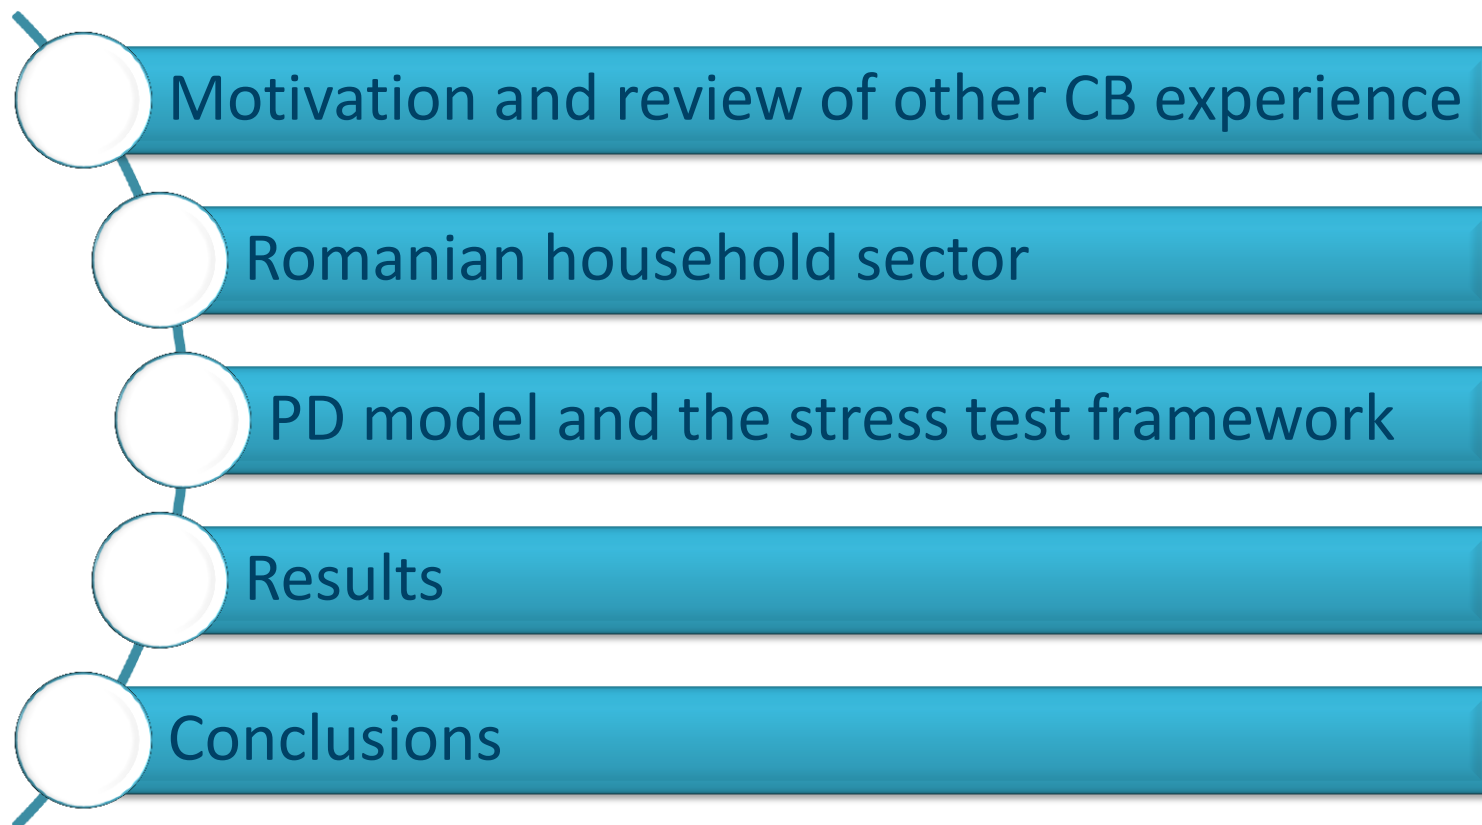 Motivation and review of other CB experience
Romanian household sector
PD model and the stress test framework
Results
Conclusions